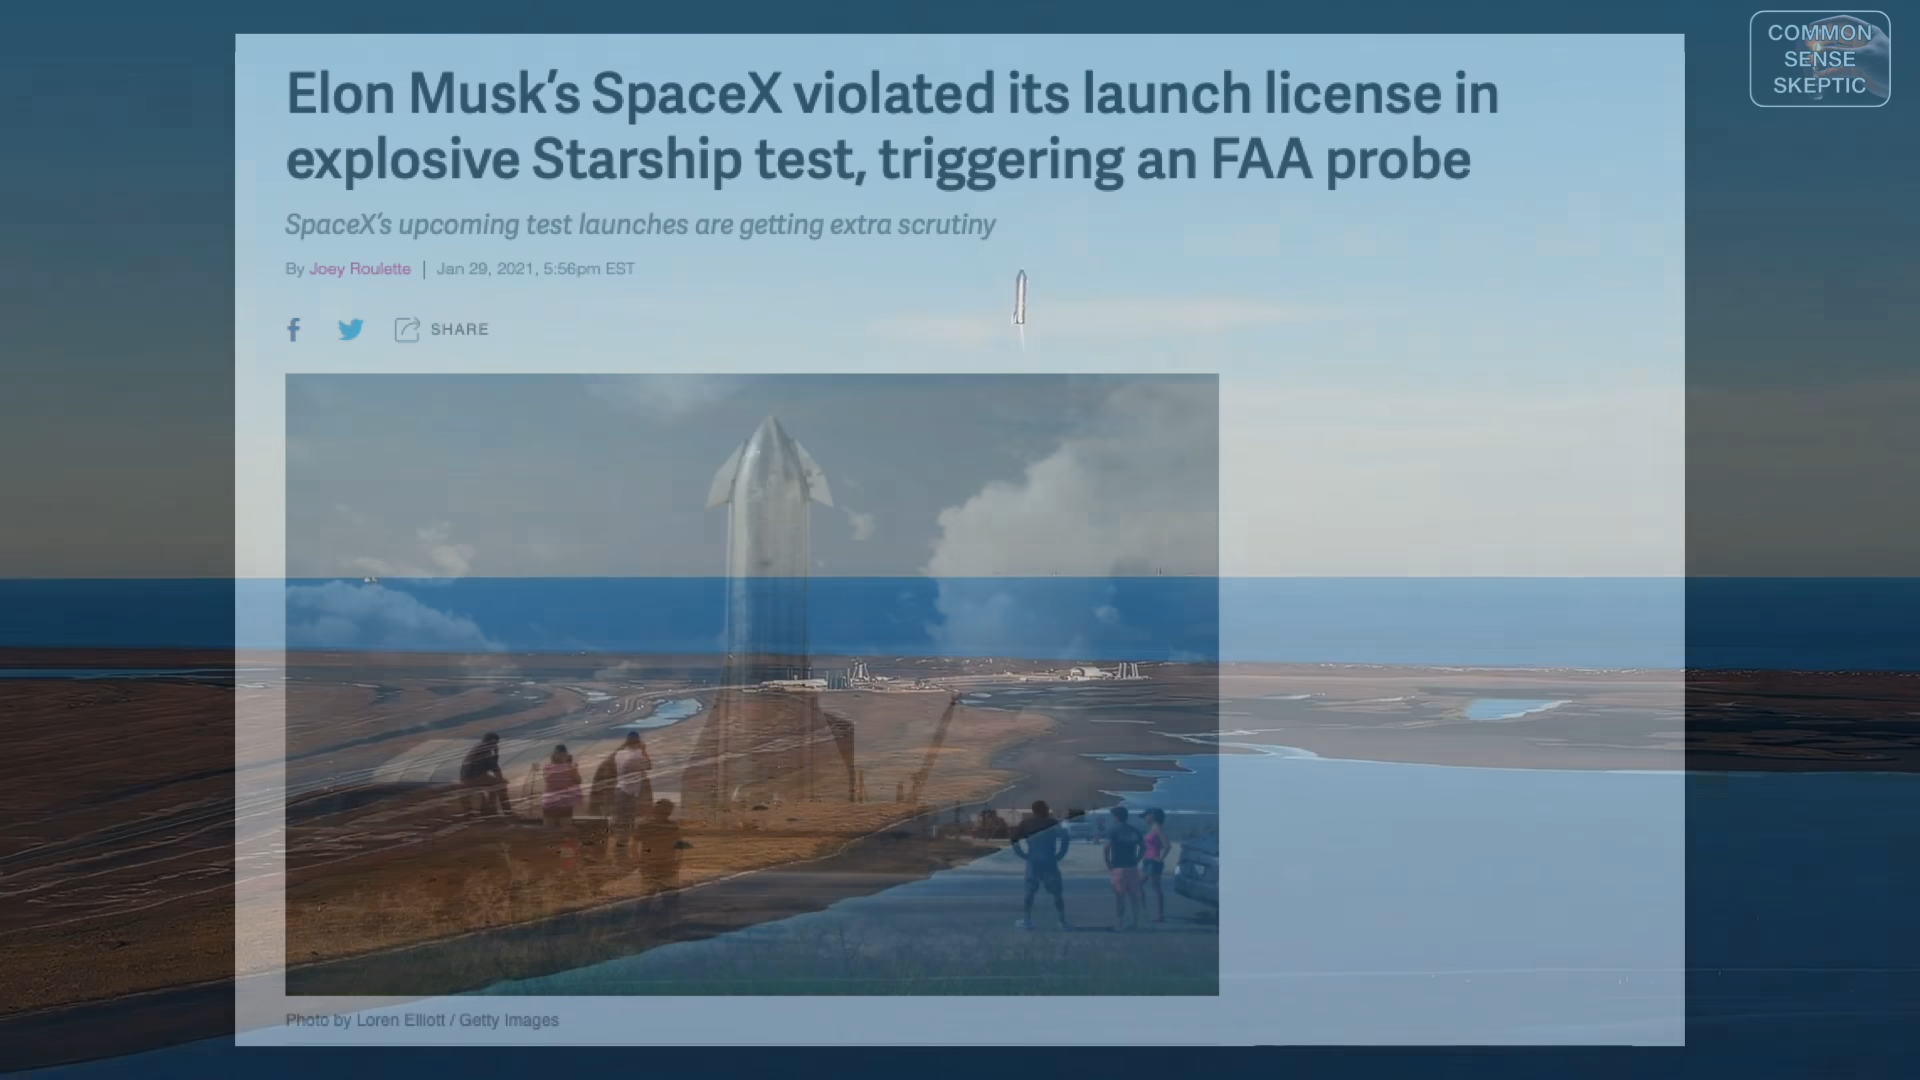 COMMON
SENSE
SKEPTIC
Elon Musk's SpaceX violated its launch license in
explosive Starship test, triggering an FAA probe
SpaceX's upcoming test launches are getting extra scrutiny
By Joey Roulette | Jan 29, 2021, 5:56pm EST
SHARE
Photo by Loren Elliott / Getty Images